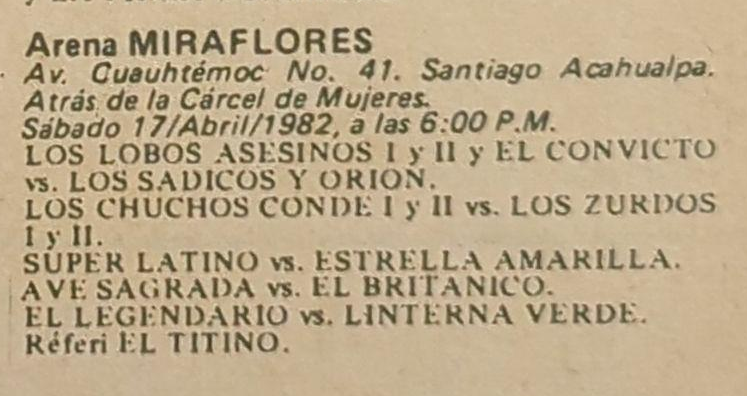 Arena MIRAFLORES
Av. Cuauhtémoc No. 41. Santiago Acahualpa.
Atrás de la Cárcel de Mujeres.
Sábado 17/Abril/1982, a las 6:00 P.M.
LOS LOBOS ASESINOS I y II y EL CONVICTO
vs. LOS SADICOS Y ORION.
LOS CHUCHOS CONDE I y II vs. LOS ZURDOS
I y II.
SUPER LATINO vs. ESTRELLA AMARILLA.
AVE SAGRADA vs. EL BRITANICO.
EL LEGENDARIO vs. LINTERNA VERDE.
Réferi EL TITINO.